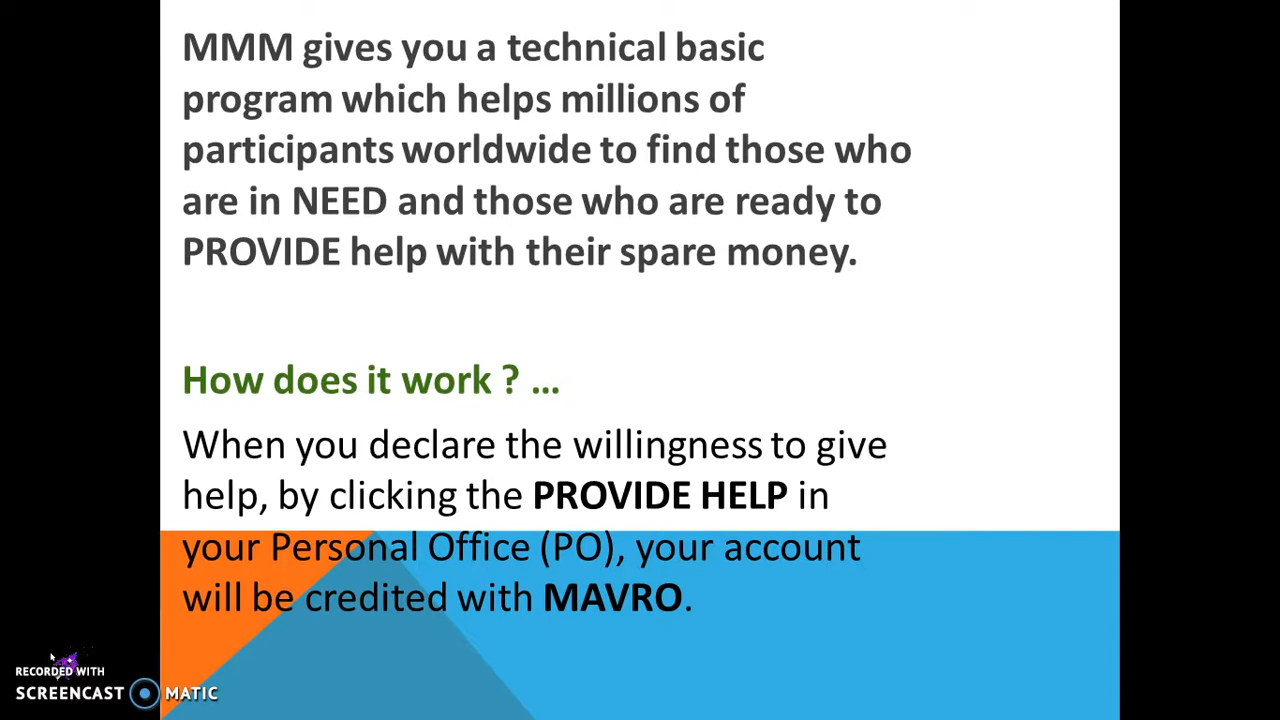 MMM gives you a technical basic
program which helps millions of
participants worldwide to find those who
are in NEED and those who are ready to
PROVIDE help with their spare money.
How does it work ? ...
When you declare the willingness to give
help, by clicking the PROVIDE HELP in
your Personal Office (PO), your account
will be credited with MAVRO.
RECORDED WITH
SCREENCAST MATIC